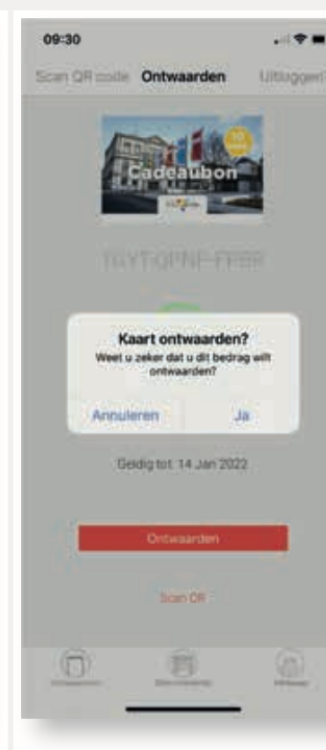 09:30
Scan QR code Ontwaarden Uitloggen
10
Cadeaubon
Kaart ontwaarden?
Weet u zeker dat u dit bedrag wilt
ontwaarden?
Annuleren Ja
Geldig tot: 14 Jan 2022
Ontwaarden
Scan QR